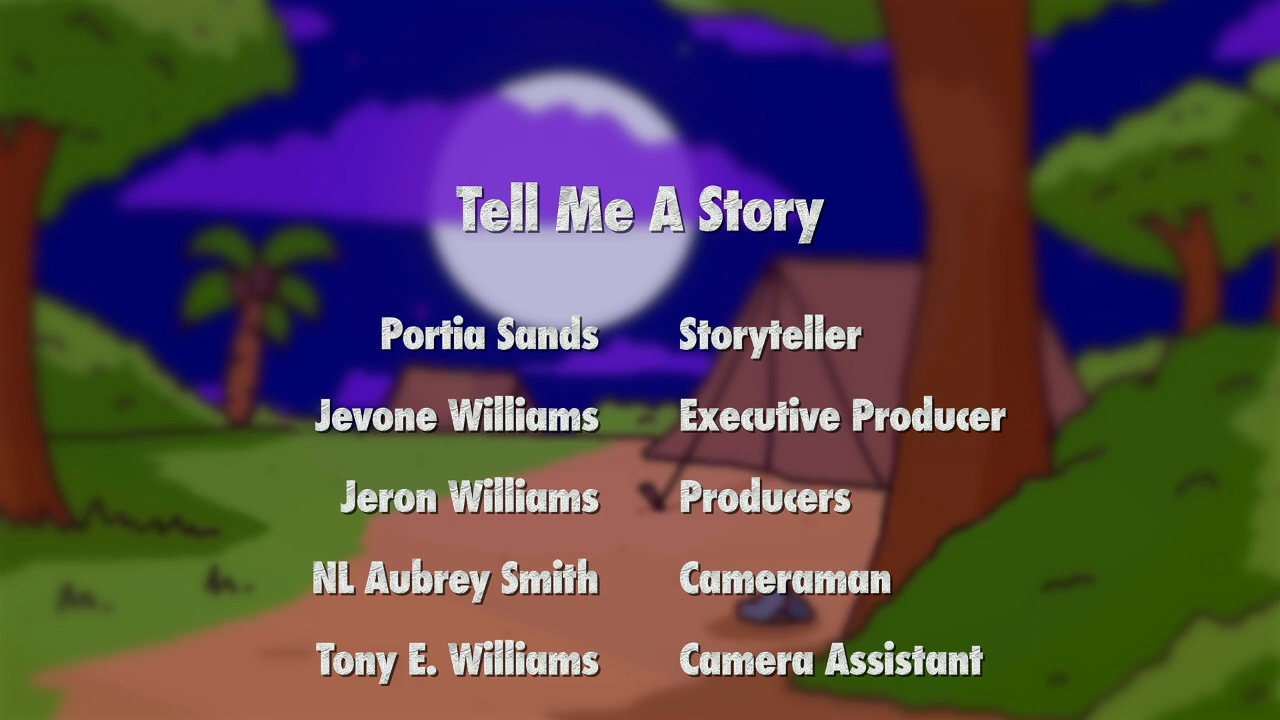 Tell Me A Story
Portia Sands Storyteller
Jevone Williams Executive Producer
Jeron Williams Producers
NL Aubrey Smith Cameraman
Tony E. Williams Camera Assistant